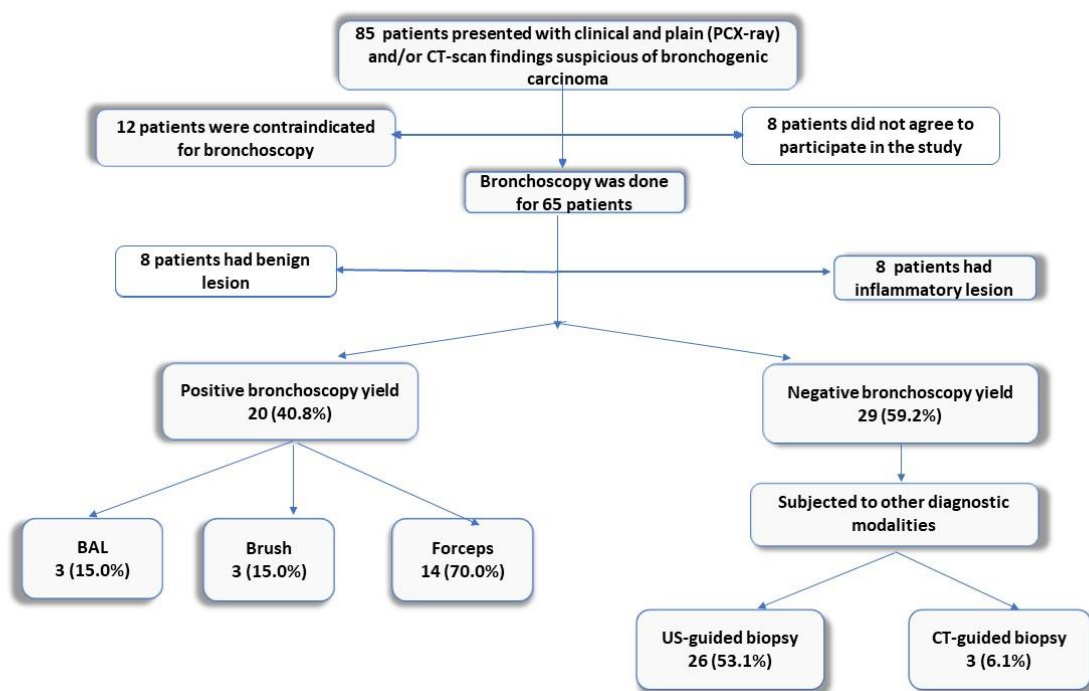 85 patients presented with clinical and plain (PCX-ray)
and/or CT-scan findings suspicious of bronchogenic
carcinoma
12 patients were contraindicated
for bronchoscopy
8 patients did not agree to
participate in the study
Bronchoscopy was done
for 65 patients
8 patients had benign
lesion
8 patients had
inflammatory lesion
Positive bronchoscopy yield
20 (40.8%)
Negative bronchoscopy yield
29 (59.2%)
Subjected to other diagnostic
modalities
BAL
3 (15.0%)
Brush
3 (15.0%)
Forceps
14 (70.0%)
US-guided biopsy
26 (53.1%)
CT-guided biopsy
3 (6.1%)